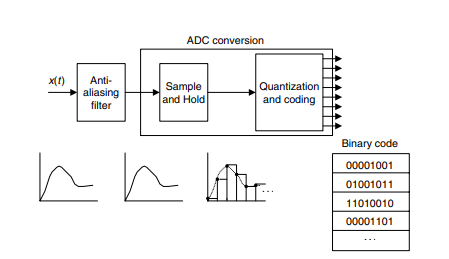 ADC conversion
x(t)
Anti-
aliasing
filter
Sample
and Hold
Quantization
and coding
Binary code
00001001
01001011
11010010
00001101
...
...